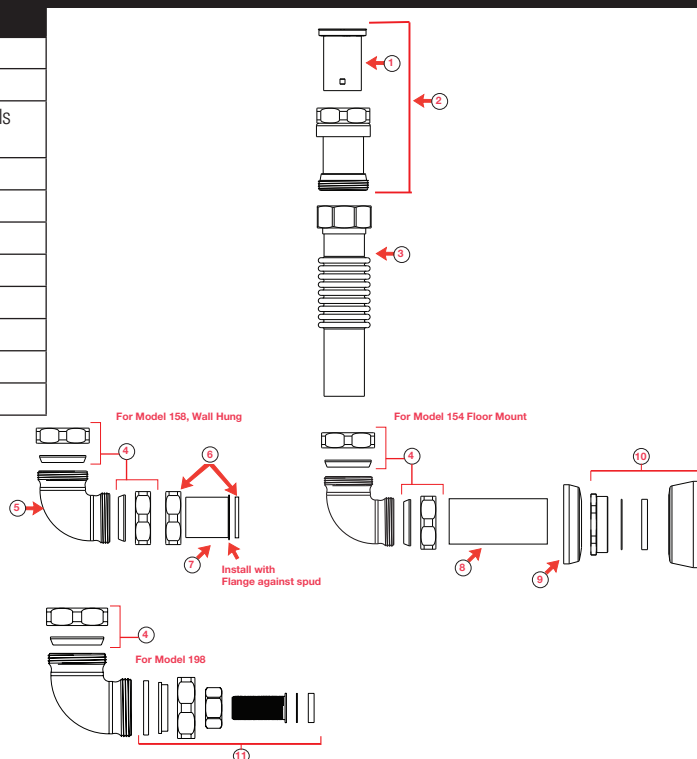 ls
1
2
3
For Model 158, Wall Hung
For Model 154 Floor Mount
4
6
4
10
5
7
Install with
Flange against spud
8
9
4
For Model 198
11